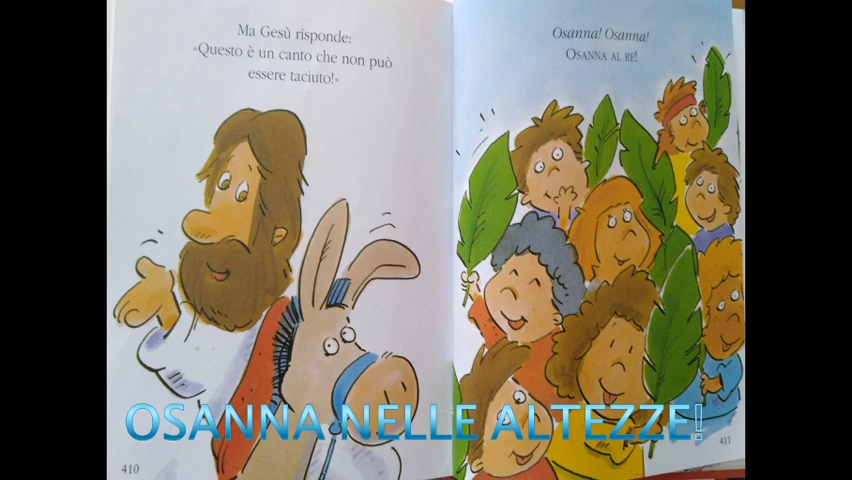 Ma Gesù risponde:
«Questo è un canto che non può
essere taciuto!»
Osanna! Osanna!
OSANNA AL RE!
OSANNA NELLE ALTEZZE!
410
411